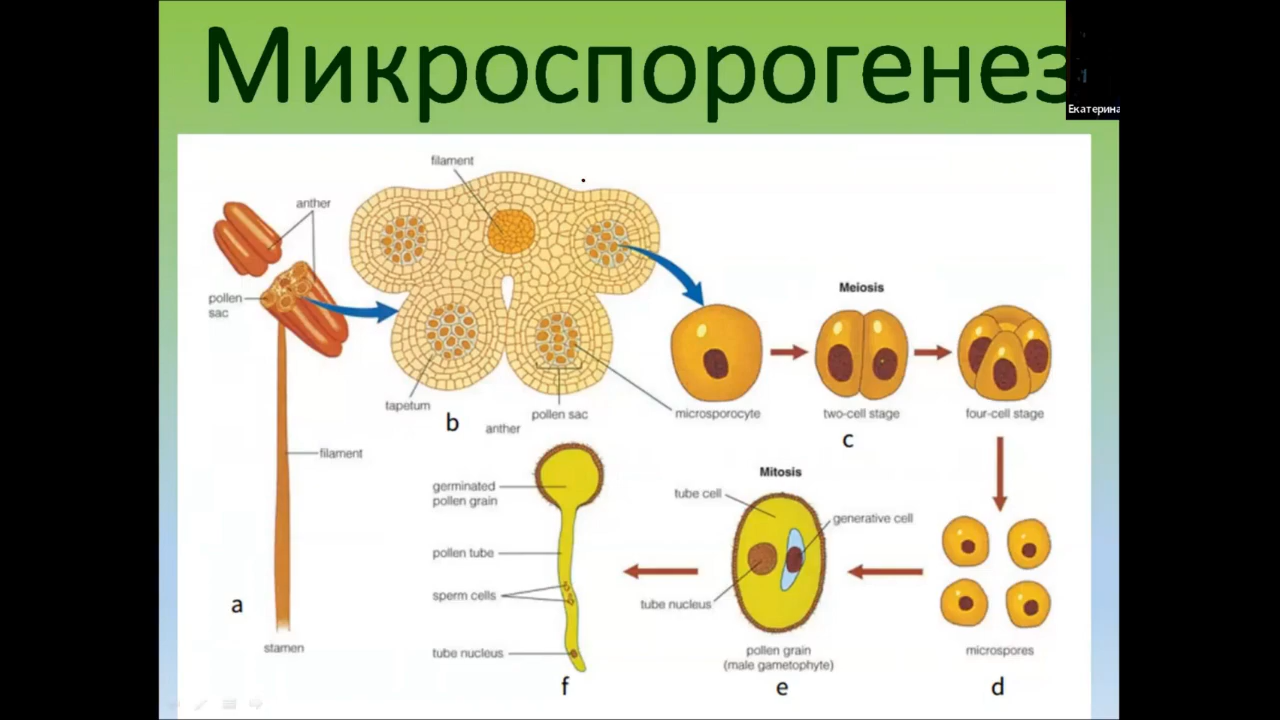 Микроспорогенез
Екатерина
filament
anther
pollen
sac
Meiosis
tapetum
pollen sac
microsporocyte
two-cell stage
four-cell stage
b
anther
c
filament
germinated
pollen grain
Mitosis
tube cell
generative cell
pollen tube
sperm cells
tube nucleus
a
stamen
tube nucleus
pollen grain
(male gametophyte)
microspores
f
e
d